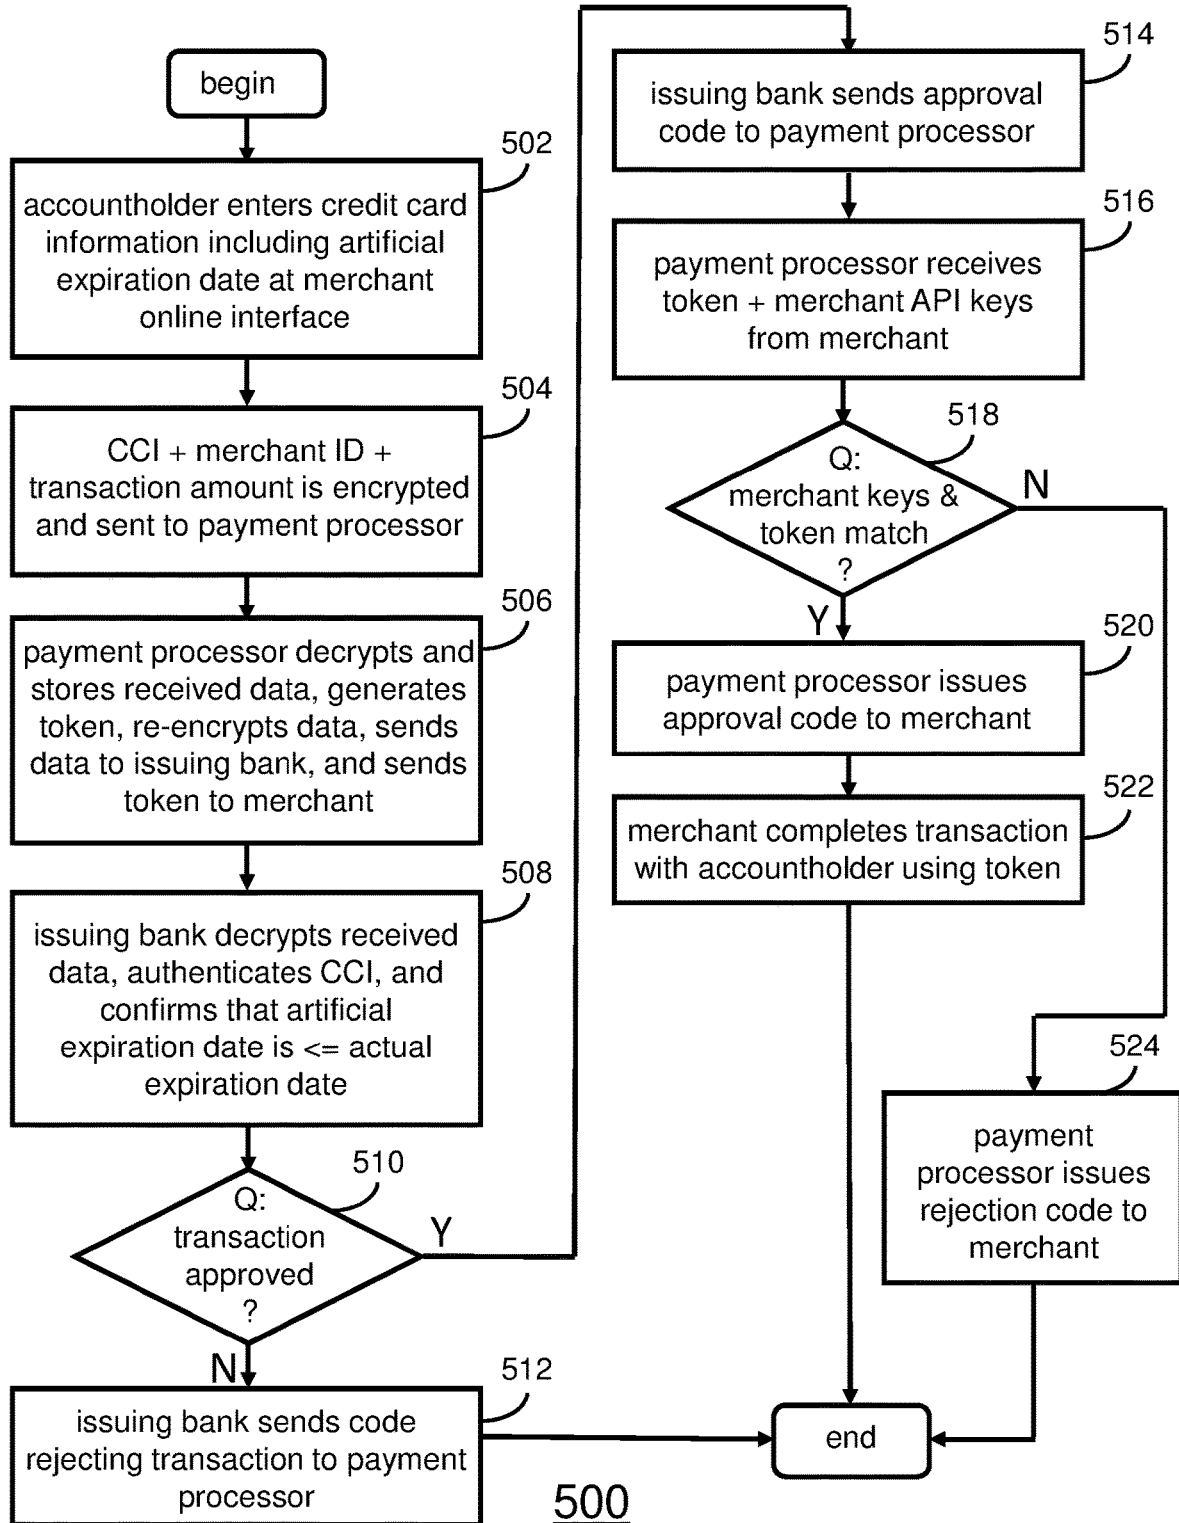 begin
502
accountholder enters credit card
information including artificial
expiration date at merchant
online interface
504
CCI + merchant ID +
transaction amount is encrypted
and sent to payment processor
506
payment processor decrypts and
stores received data, generates
token, re-encrypts data, sends
data to issuing bank, and sends
token to merchant
508
issuing bank decrypts received
data, authenticates CCI, and
confirms that artificial
expiration date is <= actual
expiration date
510
Q:
transaction
approved
?
Y
N
512
issuing bank sends code
rejecting transaction to payment
processor
514
issuing bank sends approval
code to payment processor
516
payment processor receives
token + merchant API keys
from merchant
518
Q:
merchant keys &
token match
?
N
Y
520
payment processor issues
approval code to merchant
522
merchant completes transaction
with accountholder using token
524
payment
processor issues
rejection code to
merchant
end
500